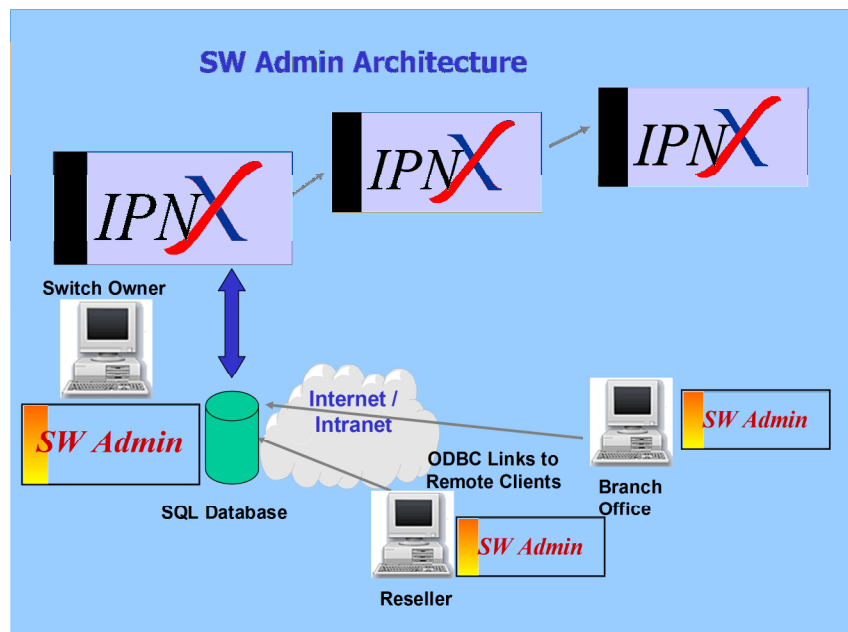 SW Admin Architecture
IPNX
IPNX
IPNX
Switch Owner
SW Admin
SQL Database
Internet /
Intranet
ODBC Links to
Remote Clients
SW Admin
Branch
Office
SW Admin
Reseller